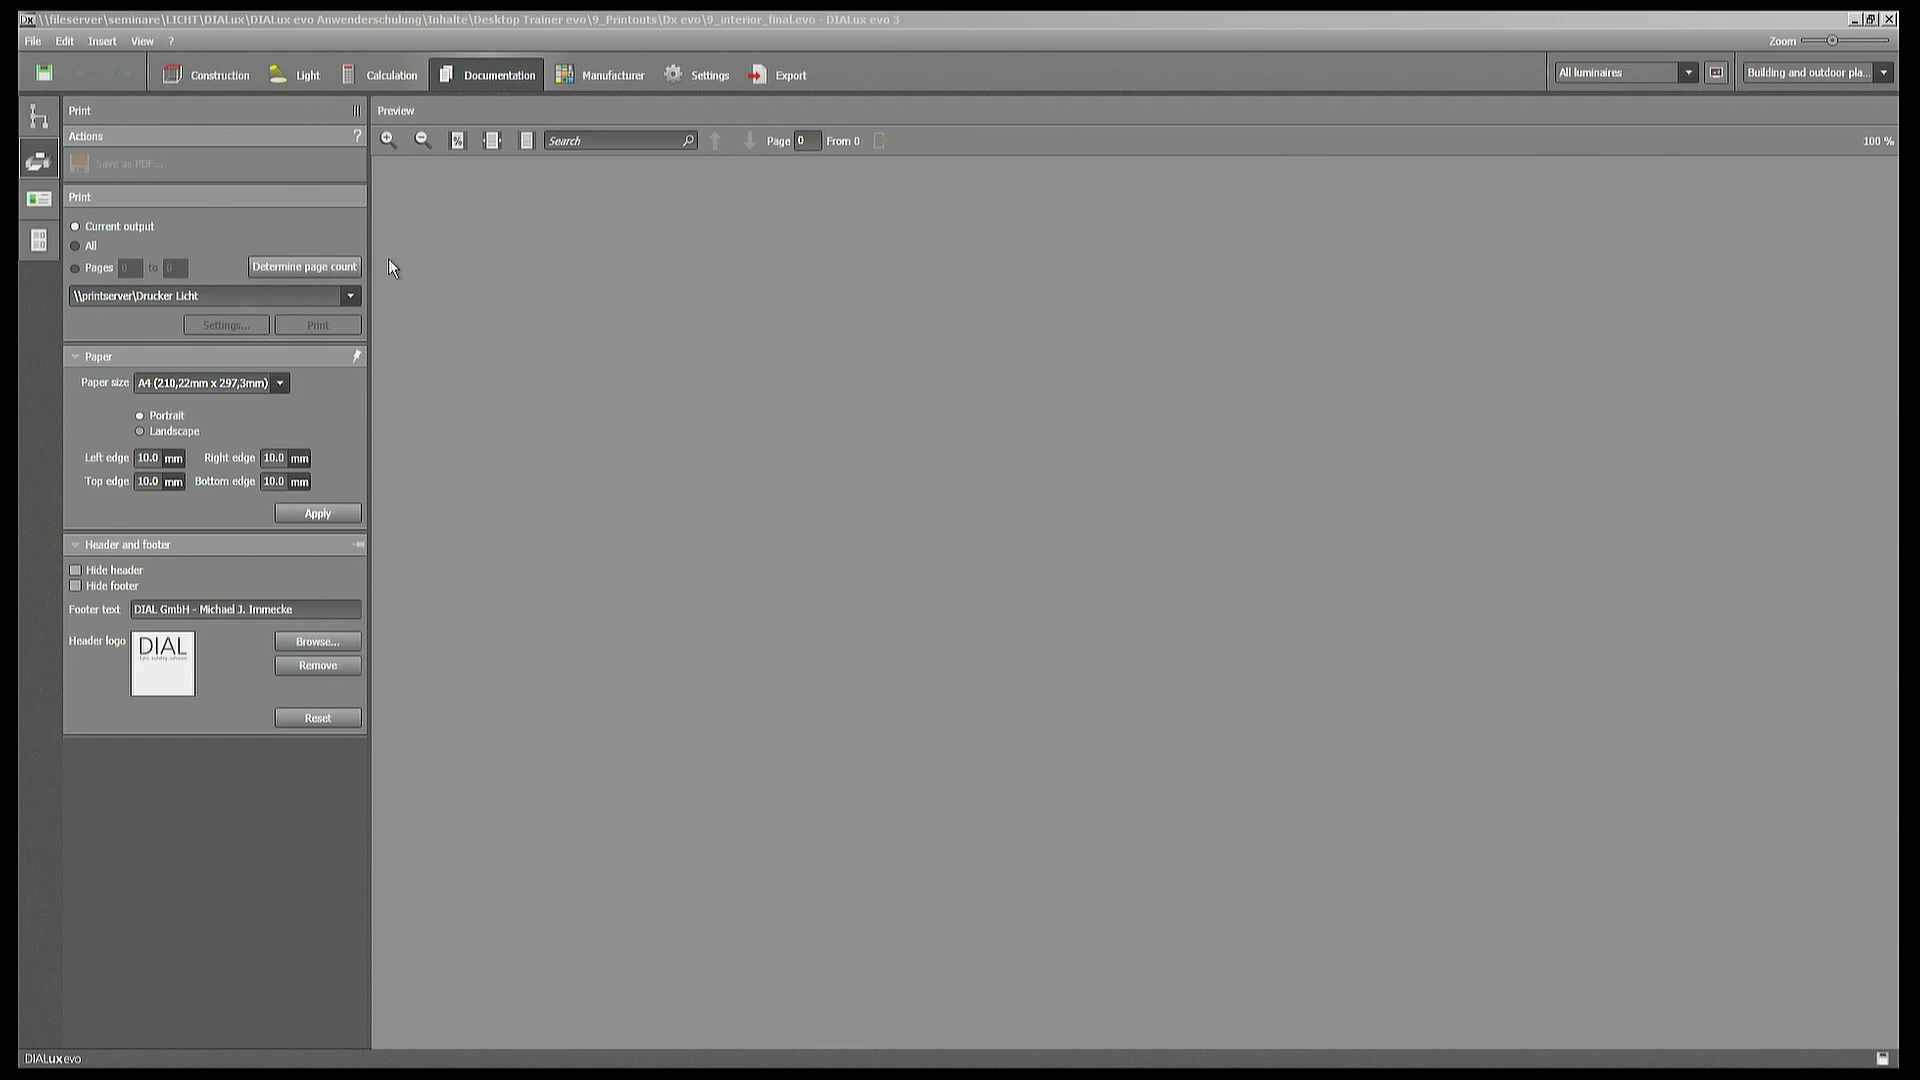 Dx \\fileserver\seminare\LICHT\DIALux\DIALux evo Anwenderschulung\Inhalte\Desktop Trainer evo\9_Printouts\Dx evo\9_interior_final.evo - DIALux evo 3
File Edit Insert View ? Zoom
Construction Light Calculation Documentation Manufacturer Settings Export All luminaires Building and outdoor pla...
Print Preview
Actions ?
% Search Page 0 From 0 100 %
Save as PDF...
Print
Current output
All
Pages 0 to 0 Determine page count
\\printserver\Drucker Licht
Settings... Print
Paper
Paper size A4 (210,22mm x 297,3mm)
Portrait
Landscape
Left edge 10.0 mm Right edge 10.0 mm
Top edge 10.0 mm Bottom edge 10.0 mm
Apply
Header and footer
Hide header
Hide footer
Footer text DIAL GmbH - Michael J. Immecke
Header logo DIAL Browse...
Remove
Reset
DIALux evo